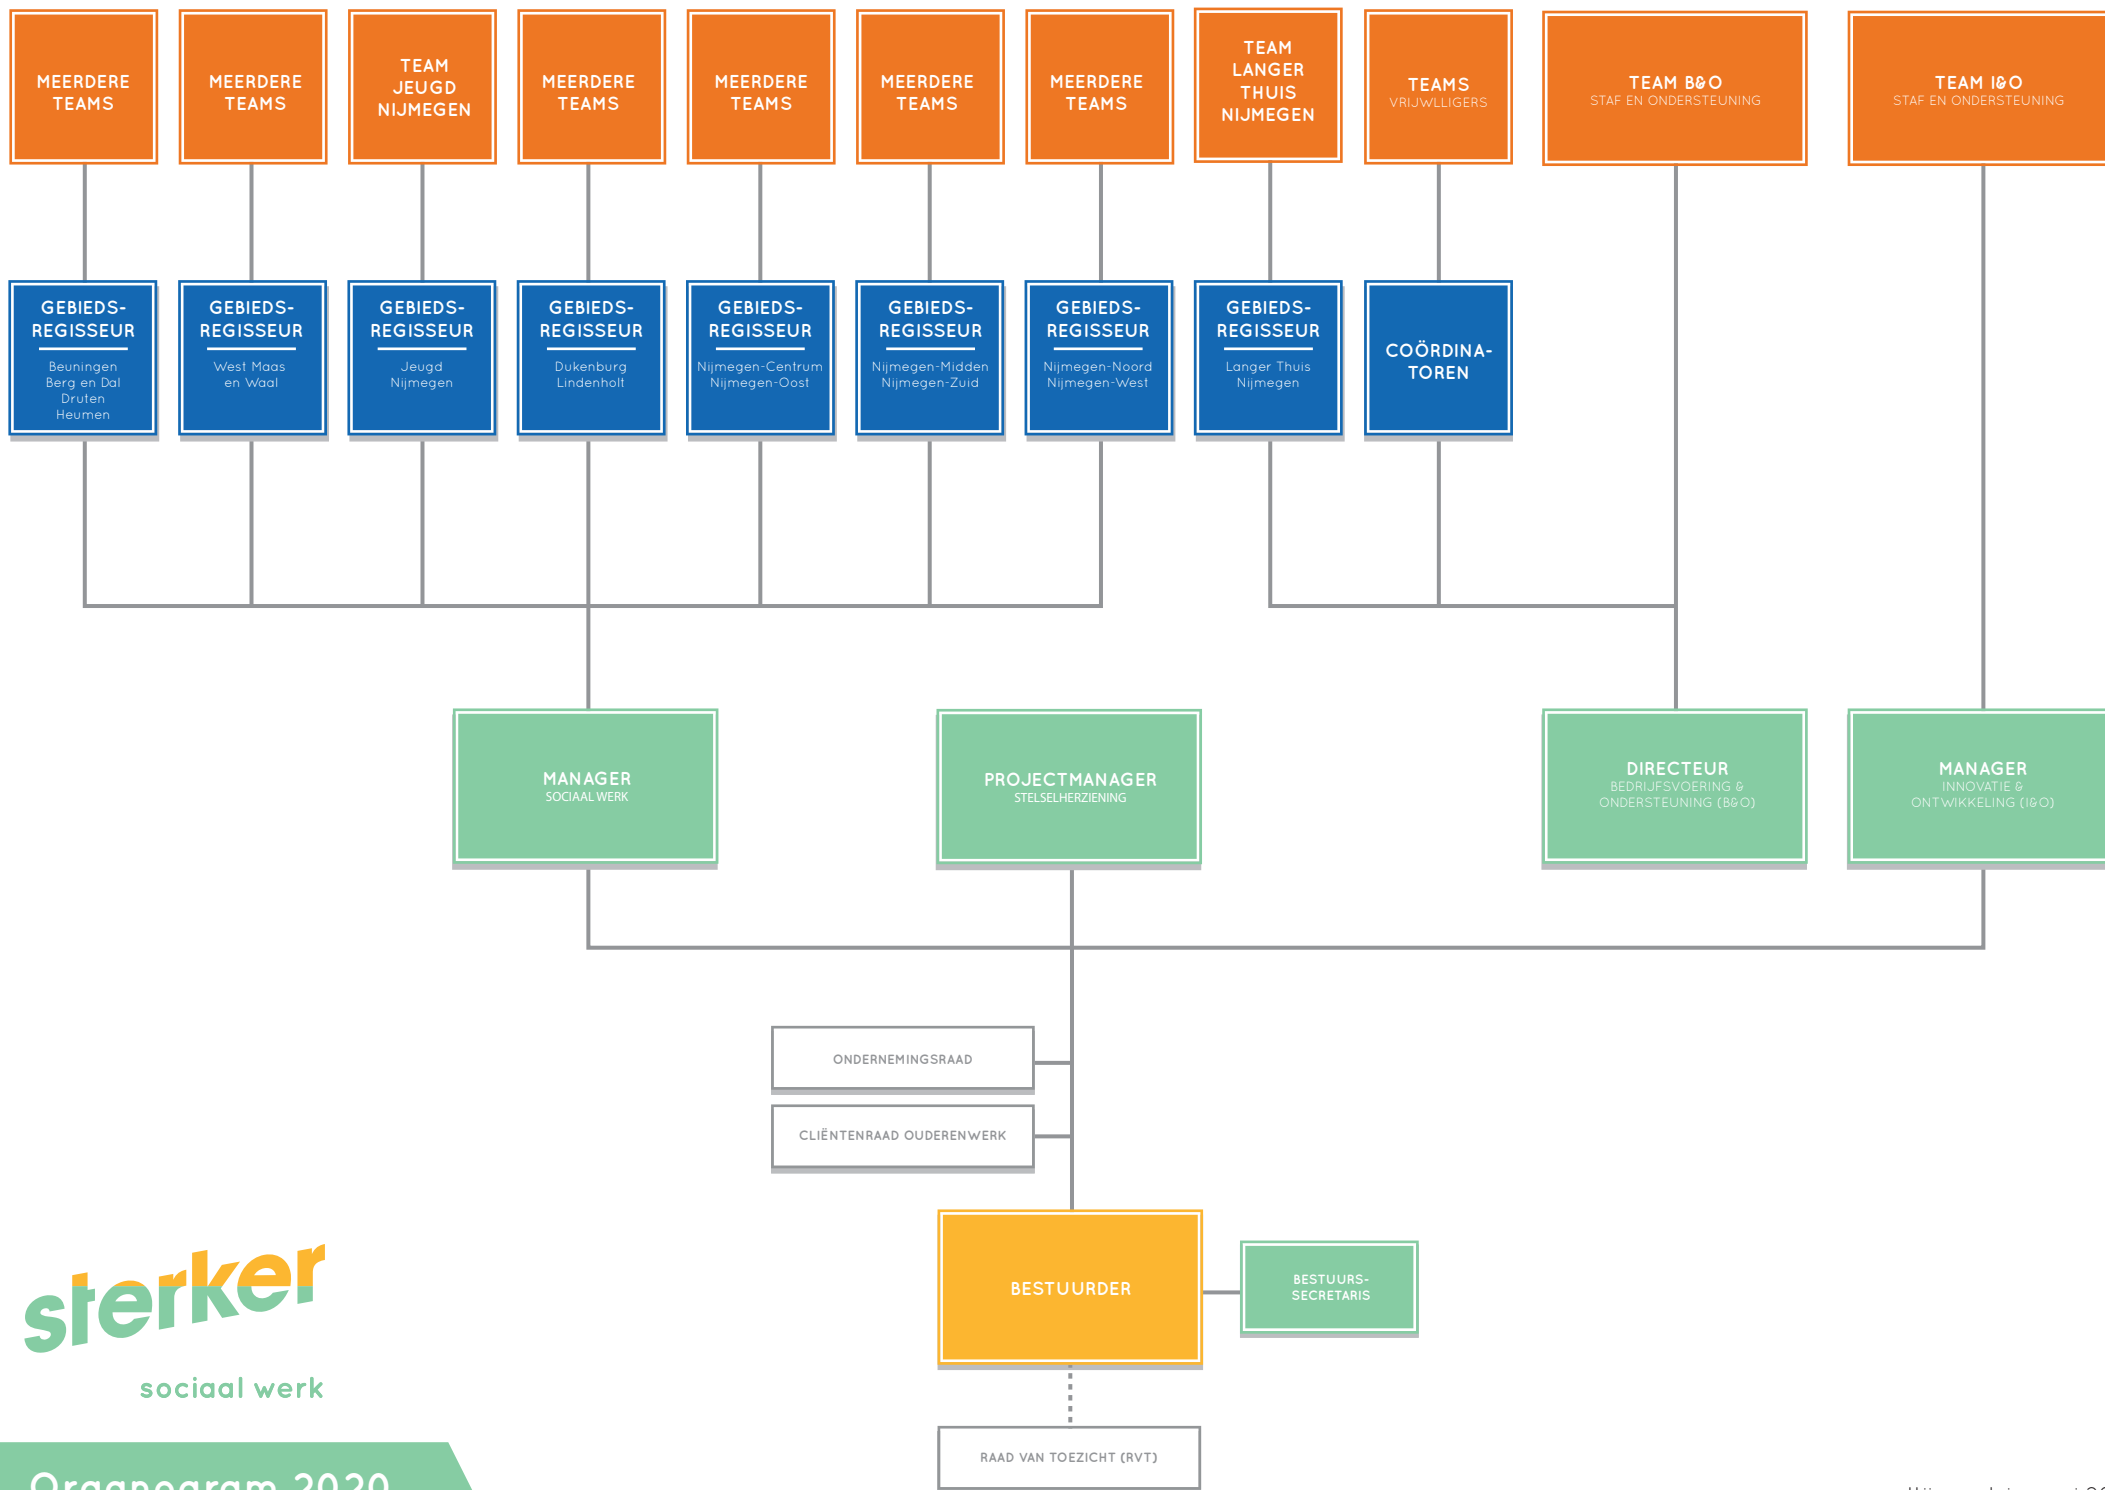 MEERDERE
TEAMS
MEERDERE
TEAMS
TEAM
JEUGD
NIJMEGEN
MEERDERE
TEAMS
MEERDERE
TEAMS
MEERDERE
TEAMS
MEERDERE
TEAMS
TEAM
LANGER
THUIS
NIJMEGEN
TEAMS
VRIJWLLIGERS
TEAM B&O
STAF EN ONDERSTEUNING
TEAM I&O
STAF EN ONDERSTEUNING
GEBIEDS-
REGISSEUR
Beuningen
Berg en Dal
Druten
Heumen
GEBIEDS-
REGISSEUR
West Maas
en Waal
GEBIEDS-
REGISSEUR
Jeugd
Nijmegen
GEBIEDS-
REGISSEUR
Dukenburg
Lindenholt
GEBIEDS-
REGISSEUR
Nijmegen-Centrum
Nijmegen-Oost
GEBIEDS-
REGISSEUR
Nijmegen-Midden
Nijmegen-Zuid
GEBIEDS-
REGISSEUR
Nijmegen-Noord
Nijmegen-West
GEBIEDS-
REGISSEUR
Langer Thuis
Nijmegen
COÖRDINA-
TOREN
MANAGER
SOCIAAL WERK
PROJECTMANAGER
STELSELHERZIENING
DIRECTEUR
BEDRIJFSVOERING &
ONDERSTEUNING (B&O)
MANAGER
INNOVATIE &
ONTWIKKELING (I&O)
ONDERNEMINGSRAAD
CLIËNTENRAAD OUDERENWERK
BESTUURDER
BESTUURS-
SECRETARIS
RAAD VAN TOEZICHT (RVT)
sterker
sociaal werk
Organogram 2020